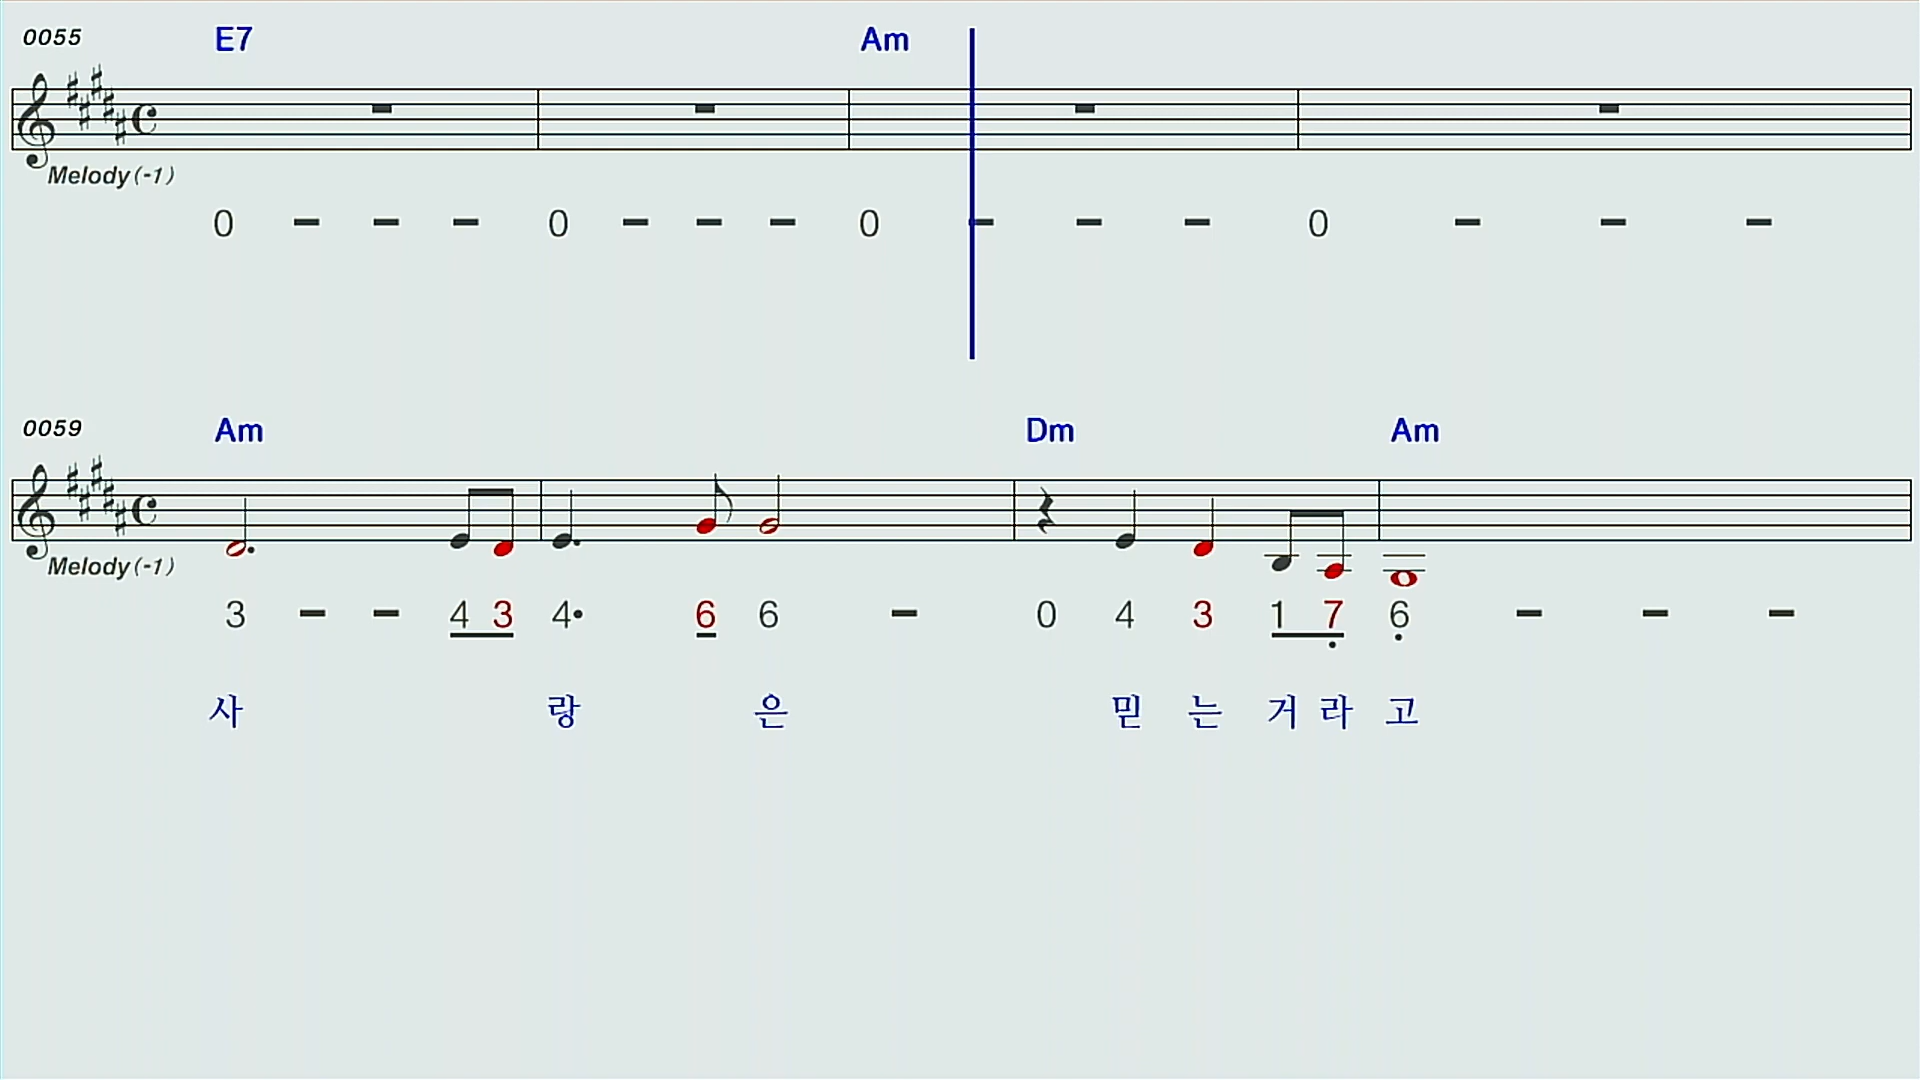 0055 E7 Am
Melody(-1)
0 - - - 0 - - - 0 - - - 0 - - -
0059 Am Dm Am
Melody(-1)
3 - - 4 3 4· 6 6 - 0 4 3 1 7 6 - - -
사 랑 은 믿 는 거 라 고